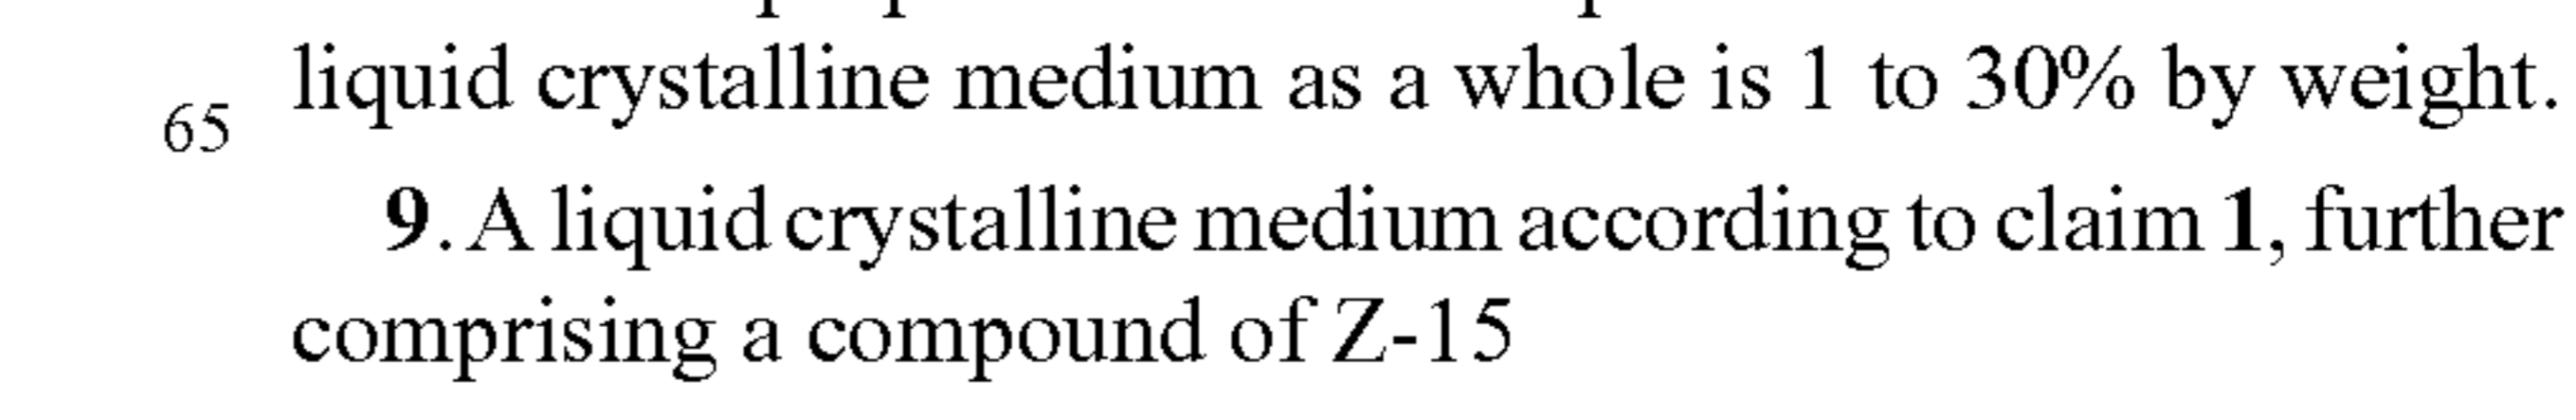 liquid crystalline medium as a whole is 1 to 30% by weight.
65
9. A liquid crystalline medium according to claim 1, further
comprising a compound of Z-15